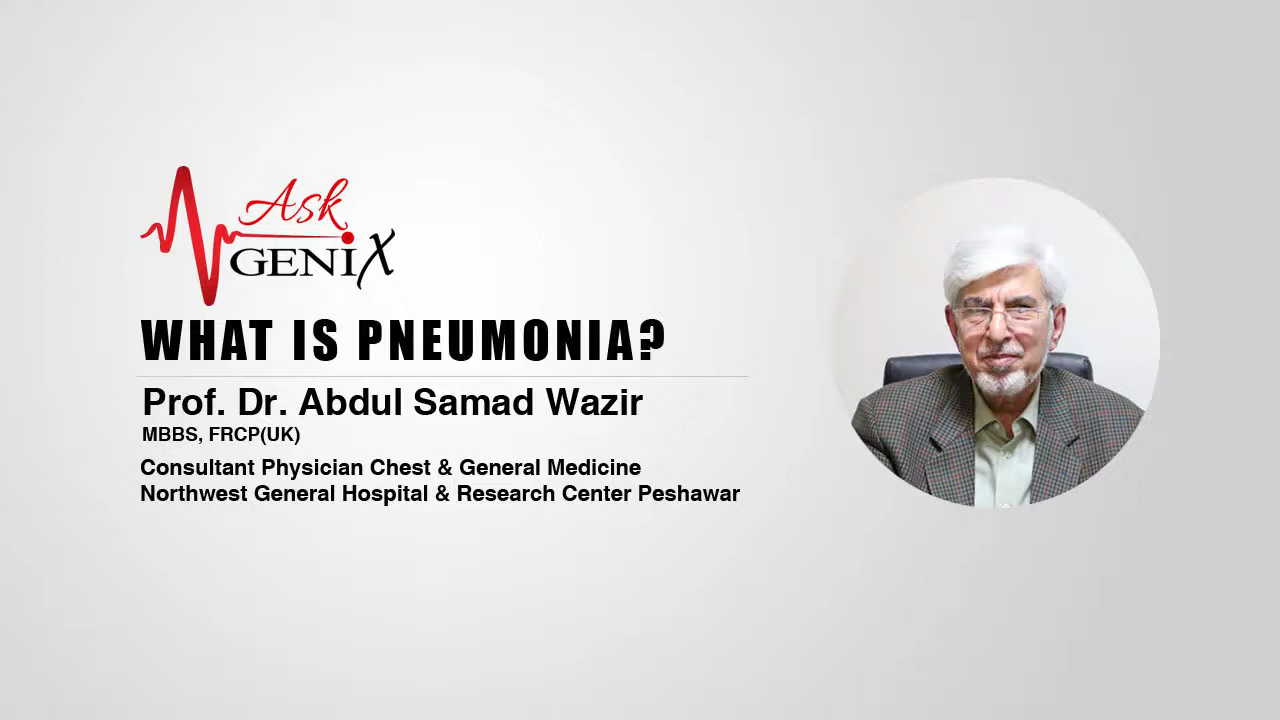 Ask
GENIX
WHAT IS PNEUMONIA?
Prof. Dr. Abdul Samad Wazir
MBBS, FRCP(UK)
Consultant Physician Chest & General Medicine
Northwest General Hospital & Research Center Peshawar